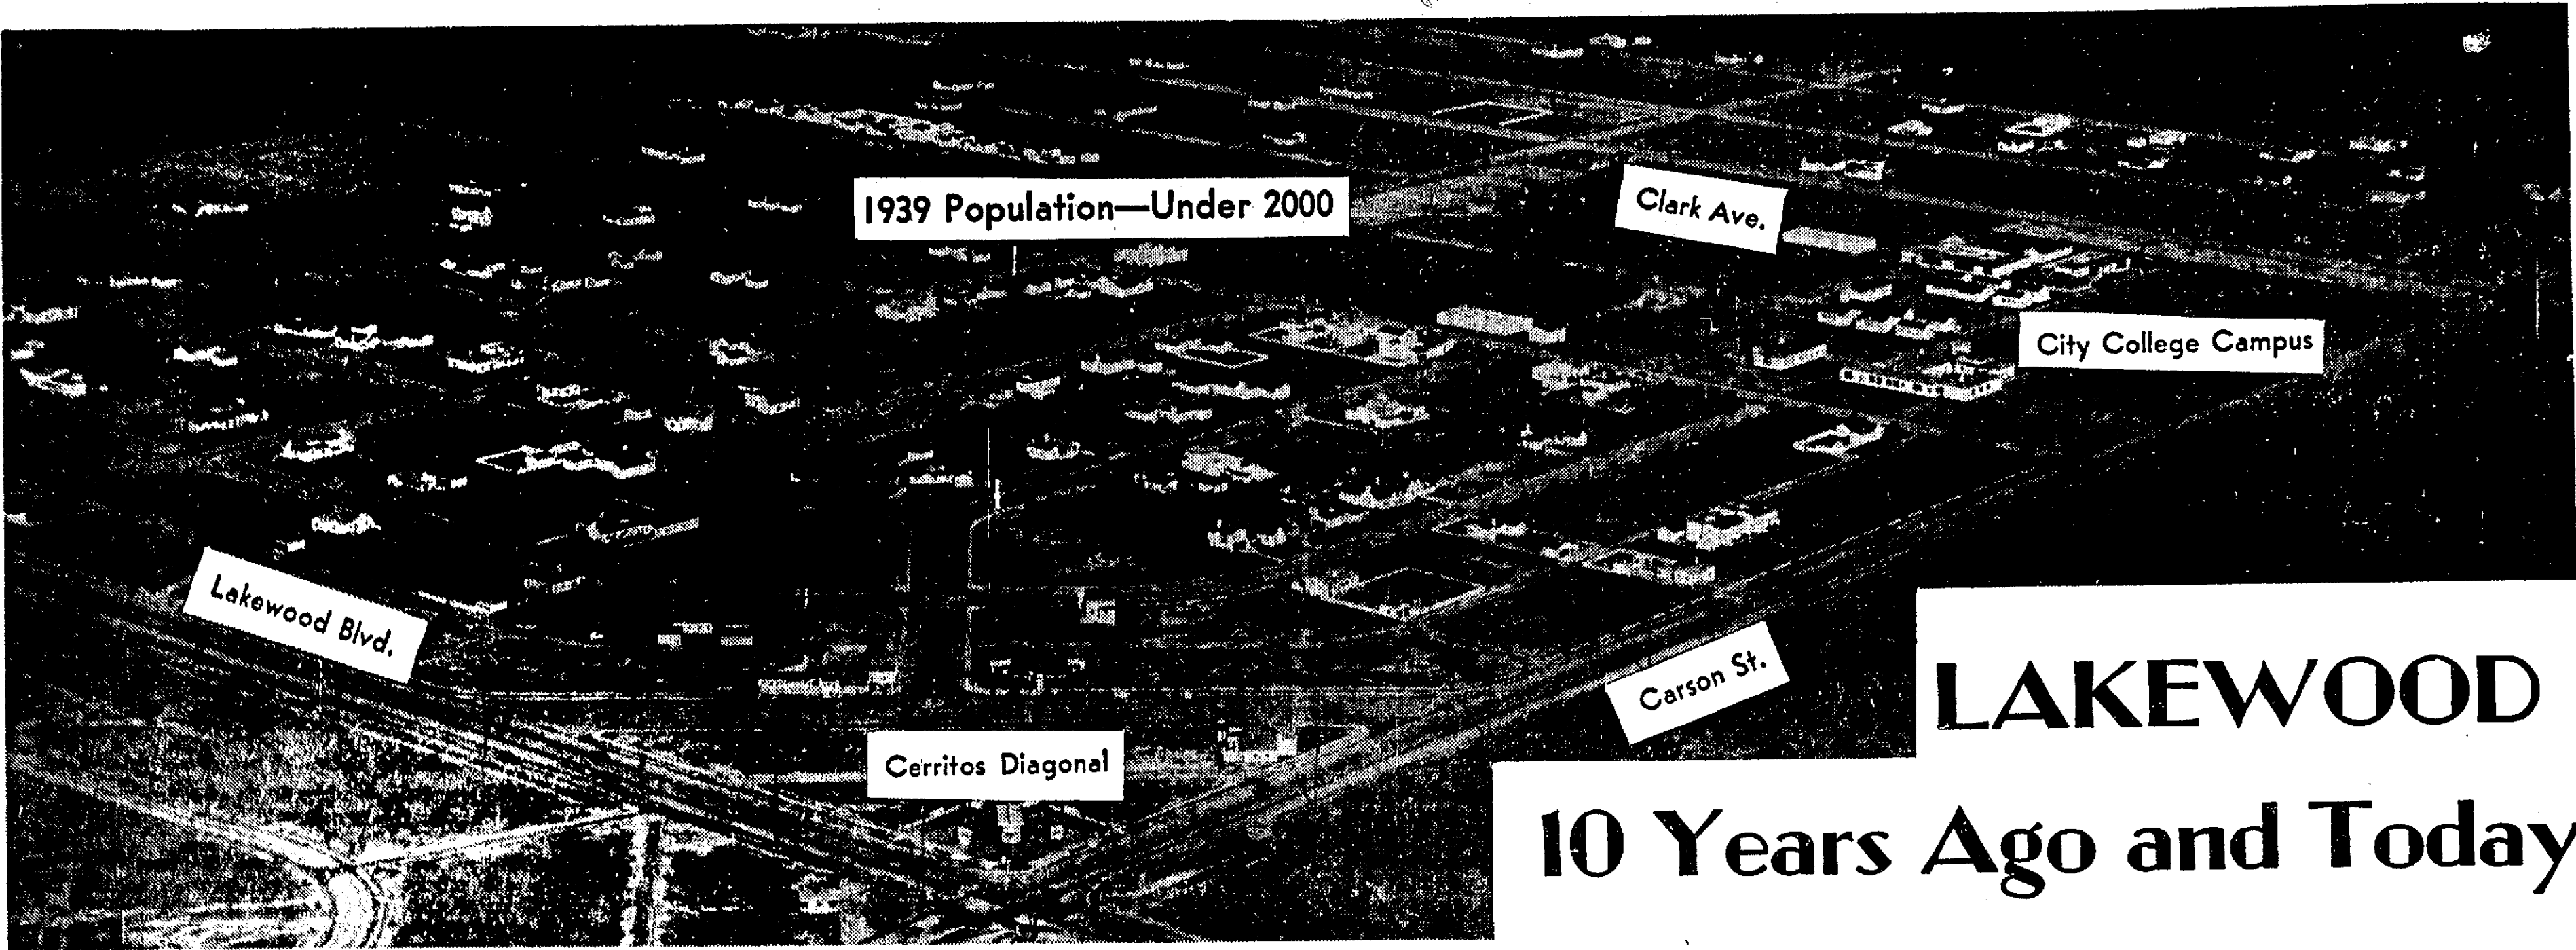 1939 Population—Under 2000
Clark Ave.
City College Campus
Lakewood Blvd.
Carson St.
Cerritos Diagonal
LAKEWOOD
10 Years Ago and Today